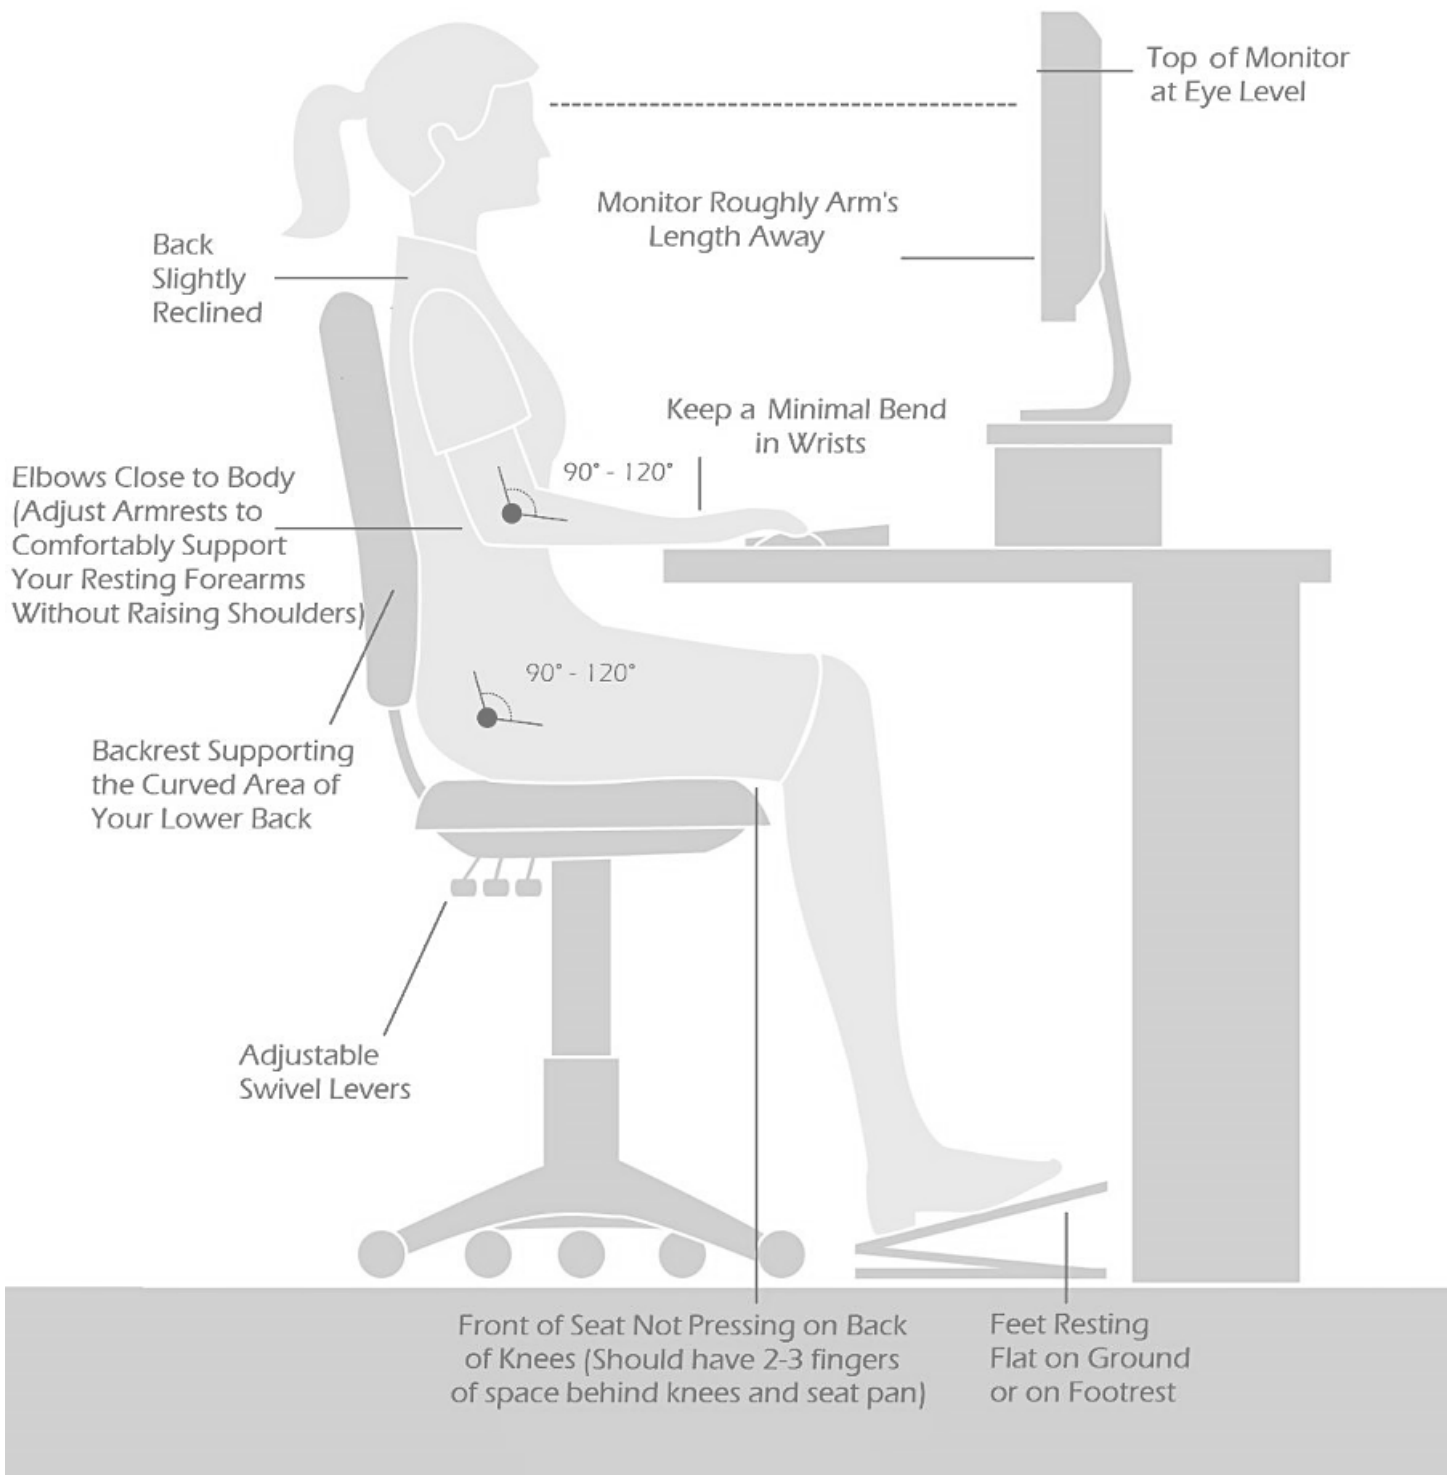 Top of Monitor
at Eye Level
Monitor Roughly Arm's
Length Away
Back
Slightly
Reclined
Keep a Minimal Bend
in Wrists
90° - 120°
Elbows Close to Body
(Adjust Armrests to
Comfortably Support
Your Resting Forearms
Without Raising Shoulders)
90° - 120°
Backrest Supporting
the Curved Area of
Your Lower Back
Adjustable
Swivel Levers
Front of Seat Not Pressing on Back
of Knees (Should have 2-3 fingers
of space behind knees and seat pan)
Feet Resting
Flat on Ground
or on Footrest